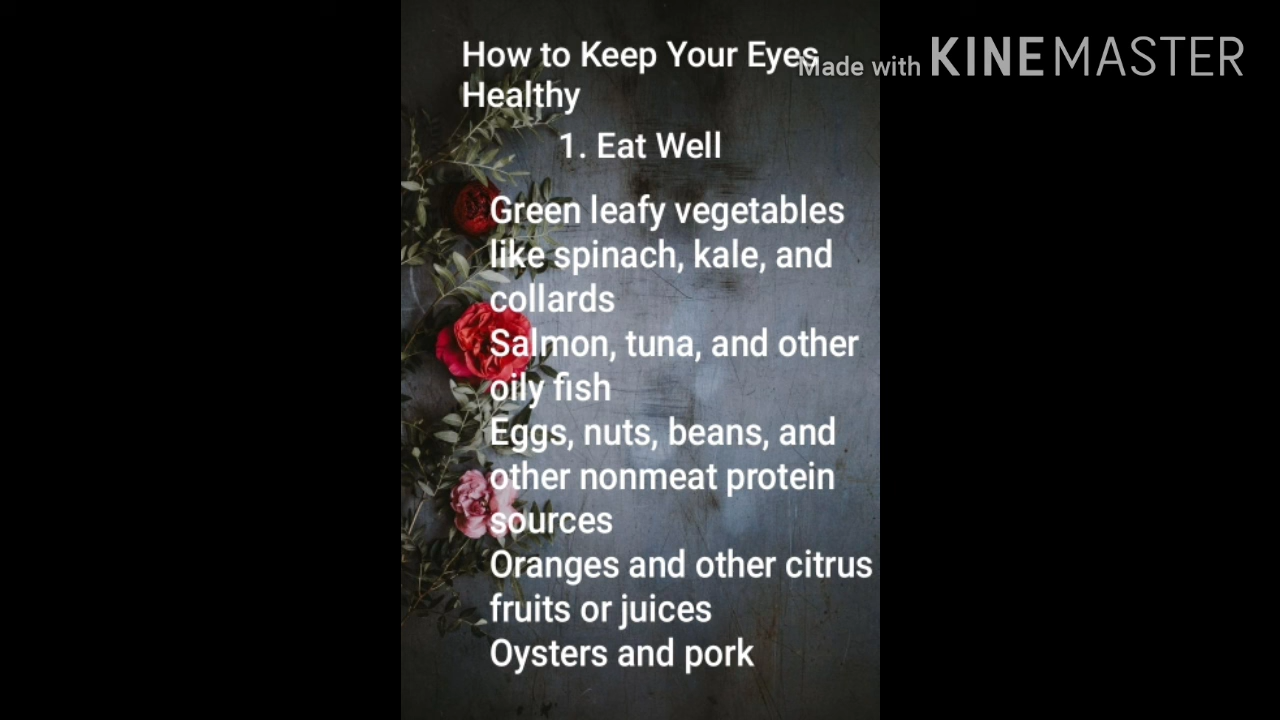 How to Keep Your Eyes
Healthy
1. Eat Well
Green leafy vegetables
like spinach, kale, and
collards
Salmon, tuna, and other
oily fish
Eggs, nuts, beans, and
other nonmeat protein
sources
Oranges and other citrus
fruits or juices
Oysters and pork
Made with KINEMASTER